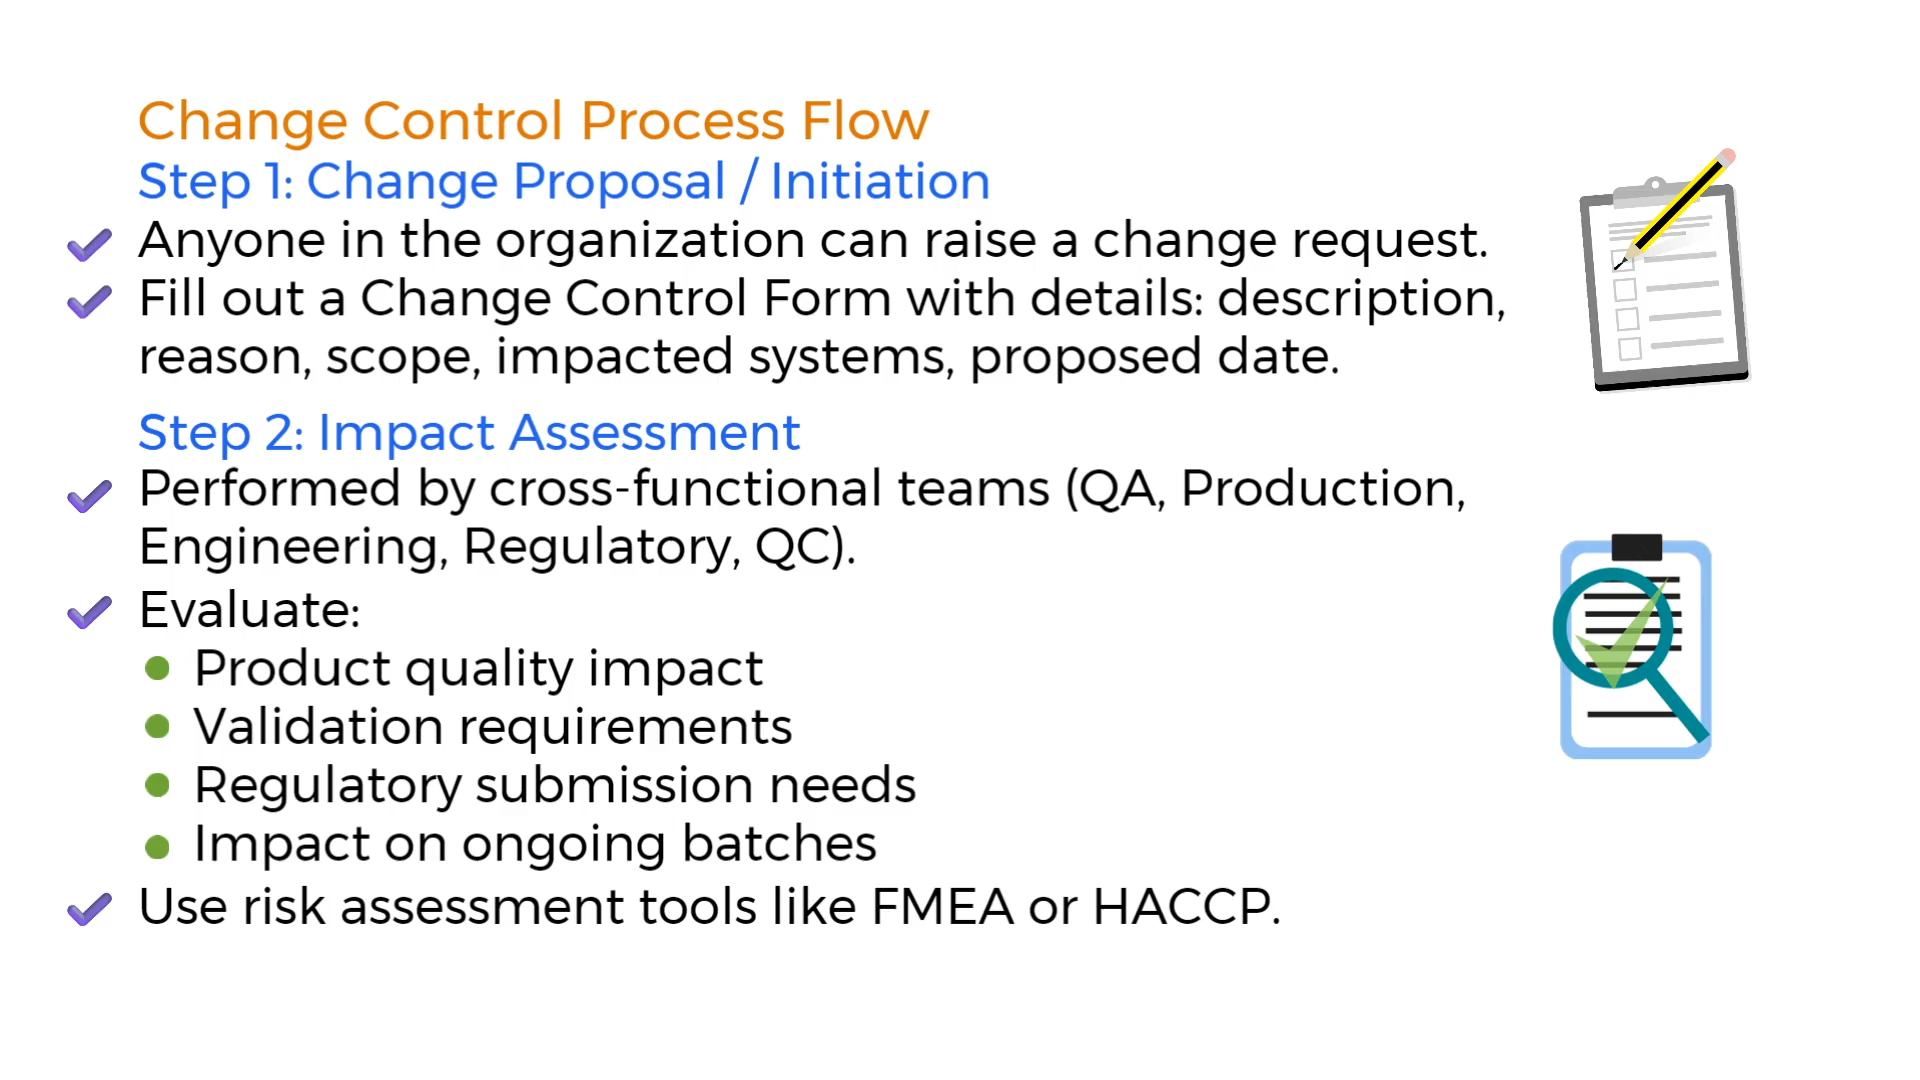 Change Control Process Flow
Step 1: Change Proposal / Initiation
Anyone in the organization can raise a change request.
Fill out a Change Control Form with details: description,
reason, scope, impacted systems, proposed date.
Step 2: Impact Assessment
Performed by cross-functional teams (QA, Production,
Engineering, Regulatory, QC).
Evaluate:
Product quality impact
Validation requirements
Regulatory submission needs
Impact on ongoing batches
Use risk assessment tools like FMEA or HACCP.